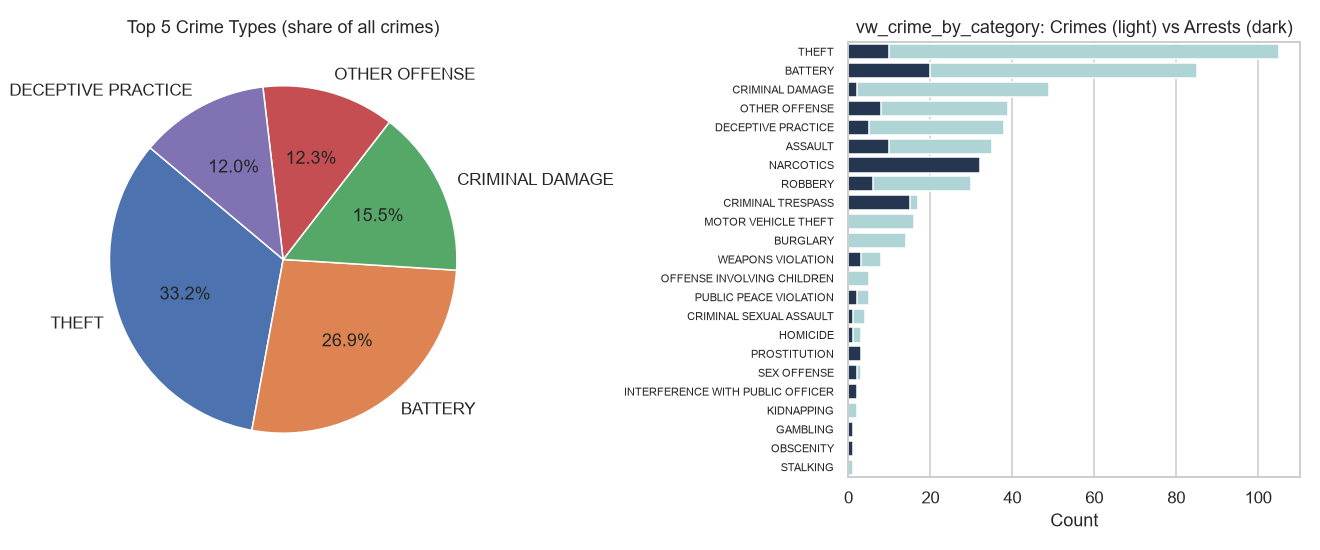 Top 5 Crime Types (share of all crimes)
OTHER OFFENSE
DECEPTIVE PRACTICE
12.3%
12.0%
CRIMINAL DAMAGE
15.5%
33.2%
THEFT
26.9%
BATTERY
vw_crime_by_category: Crimes (light) vs Arrests (dark)
THEFT
BATTERY
CRIMINAL DAMAGE
OTHER OFFENSE
DECEPTIVE PRACTICE
ASSAULT
NARCOTICS
ROBBERY
CRIMINAL TRESPASS
MOTOR VEHICLE THEFT
BURGLARY
WEAPONS VIOLATION
OFFENSE INVOLVING CHILDREN
PUBLIC PEACE VIOLATION
CRIMINAL SEXUAL ASSAULT
HOMICIDE
PROSTITUTION
SEX OFFENSE
INTERFERENCE WITH PUBLIC OFFICER
KIDNAPPING
GAMBLING
OBSCENITY
STALKING
0 20 40 60 80 100
Count